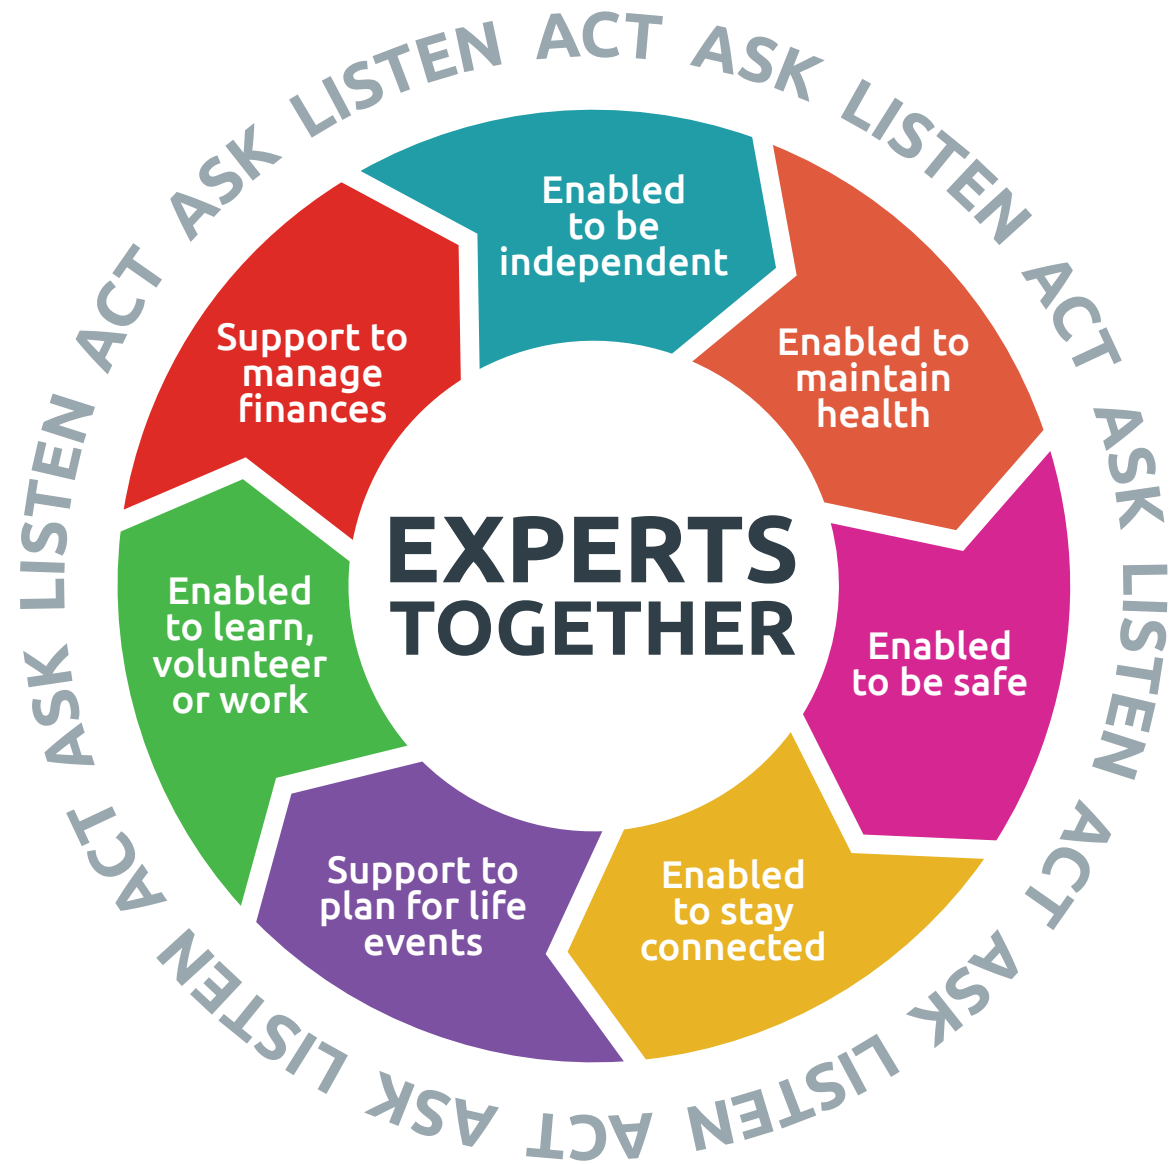 ASK LISTEN ACT ASK LISTEN ACT ASK LISTEN ACT ASK LISTEN ACT ASK LISTEN ACT ASK LISTEN ACT
Enabled
to be
independent
Enabled to
maintain
health
Enabled
to be safe
Enabled
to stay
connected
Support to
plan for life
events
Enabled
to learn,
volunteer
or work
Support to
manage
finances
EXPERTS
TOGETHER